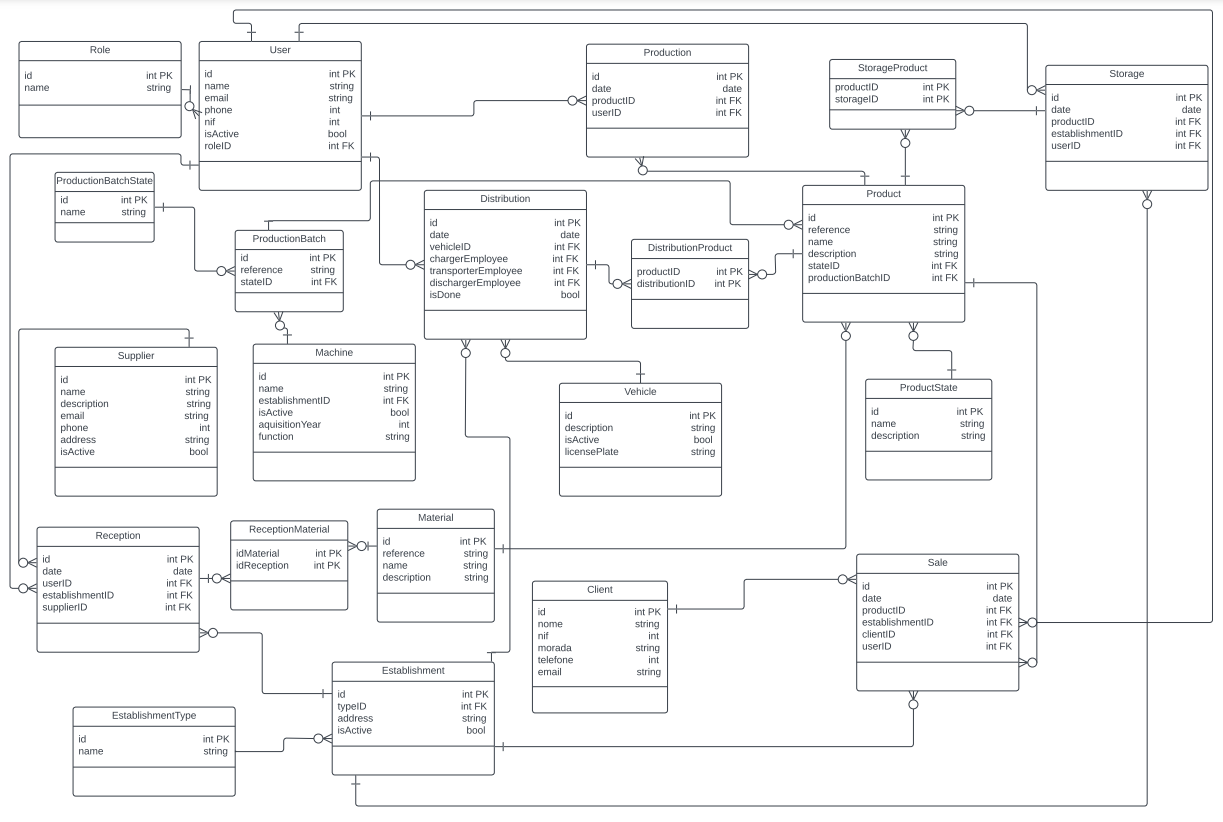 Role
id int PK
name string
User
id int PK
name string
email string
phone int
nif int
isActive bool
roleID int FK
Production
id int PK
date date
productID int FK
userID int FK
StorageProduct
productID int PK
storageID int PK
Storage
id int PK
date date
productID int FK
establishmentID int FK
userID int FK
ProductionBatchState
id int PK
name string
ProductionBatch
id int PK
reference string
stateID int FK
Distribution
id int PK
date date
vehicleID int FK
chargerEmployee int FK
transporterEmployee int FK
dischargerEmployee int FK
isDone bool
DistributionProduct
productID int PK
distributionID int PK
Product
id int PK
reference string
name string
description string
stateID int FK
productionBatchID int FK
Supplier
id int PK
name string
description string
email string
phone int
address string
isActive bool
Machine
id int PK
name string
establishmentID int FK
isActive bool
aquisitionYear int
function string
Vehicle
id int PK
description string
isActive bool
licensePlate string
ProductState
id int PK
name string
description string
Reception
id int PK
date date
userID int FK
establishmentID int FK
supplierID int FK
ReceptionMaterial
idMaterial int PK
idReception int PK
Material
id int PK
reference string
name string
description string
Client
id int PK
nome string
nif int
morada string
telefone int
email string
Sale
id int PK
date date
productID int FK
establishmentID int FK
clientID int FK
userID int FK
Establishment
id int PK
typeID int FK
address string
isActive bool
EstablishmentType
id int PK
name string